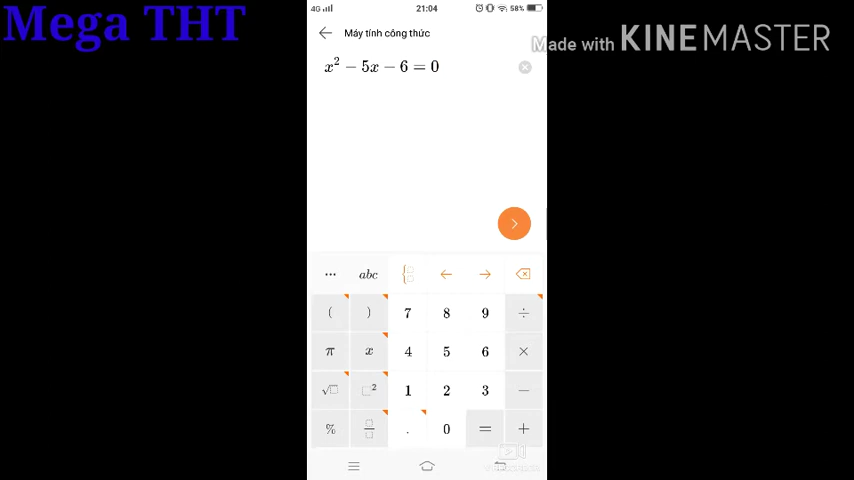 Mega THT
Made with KINEMASTER
4G 21:04 58%
Máy tính công thức
x² − 5x − 6 = 0
abc
( ) 7 8 9 ÷
π x 4 5 6 ×
√□ □² 1 2 3 −
% . 0 = +